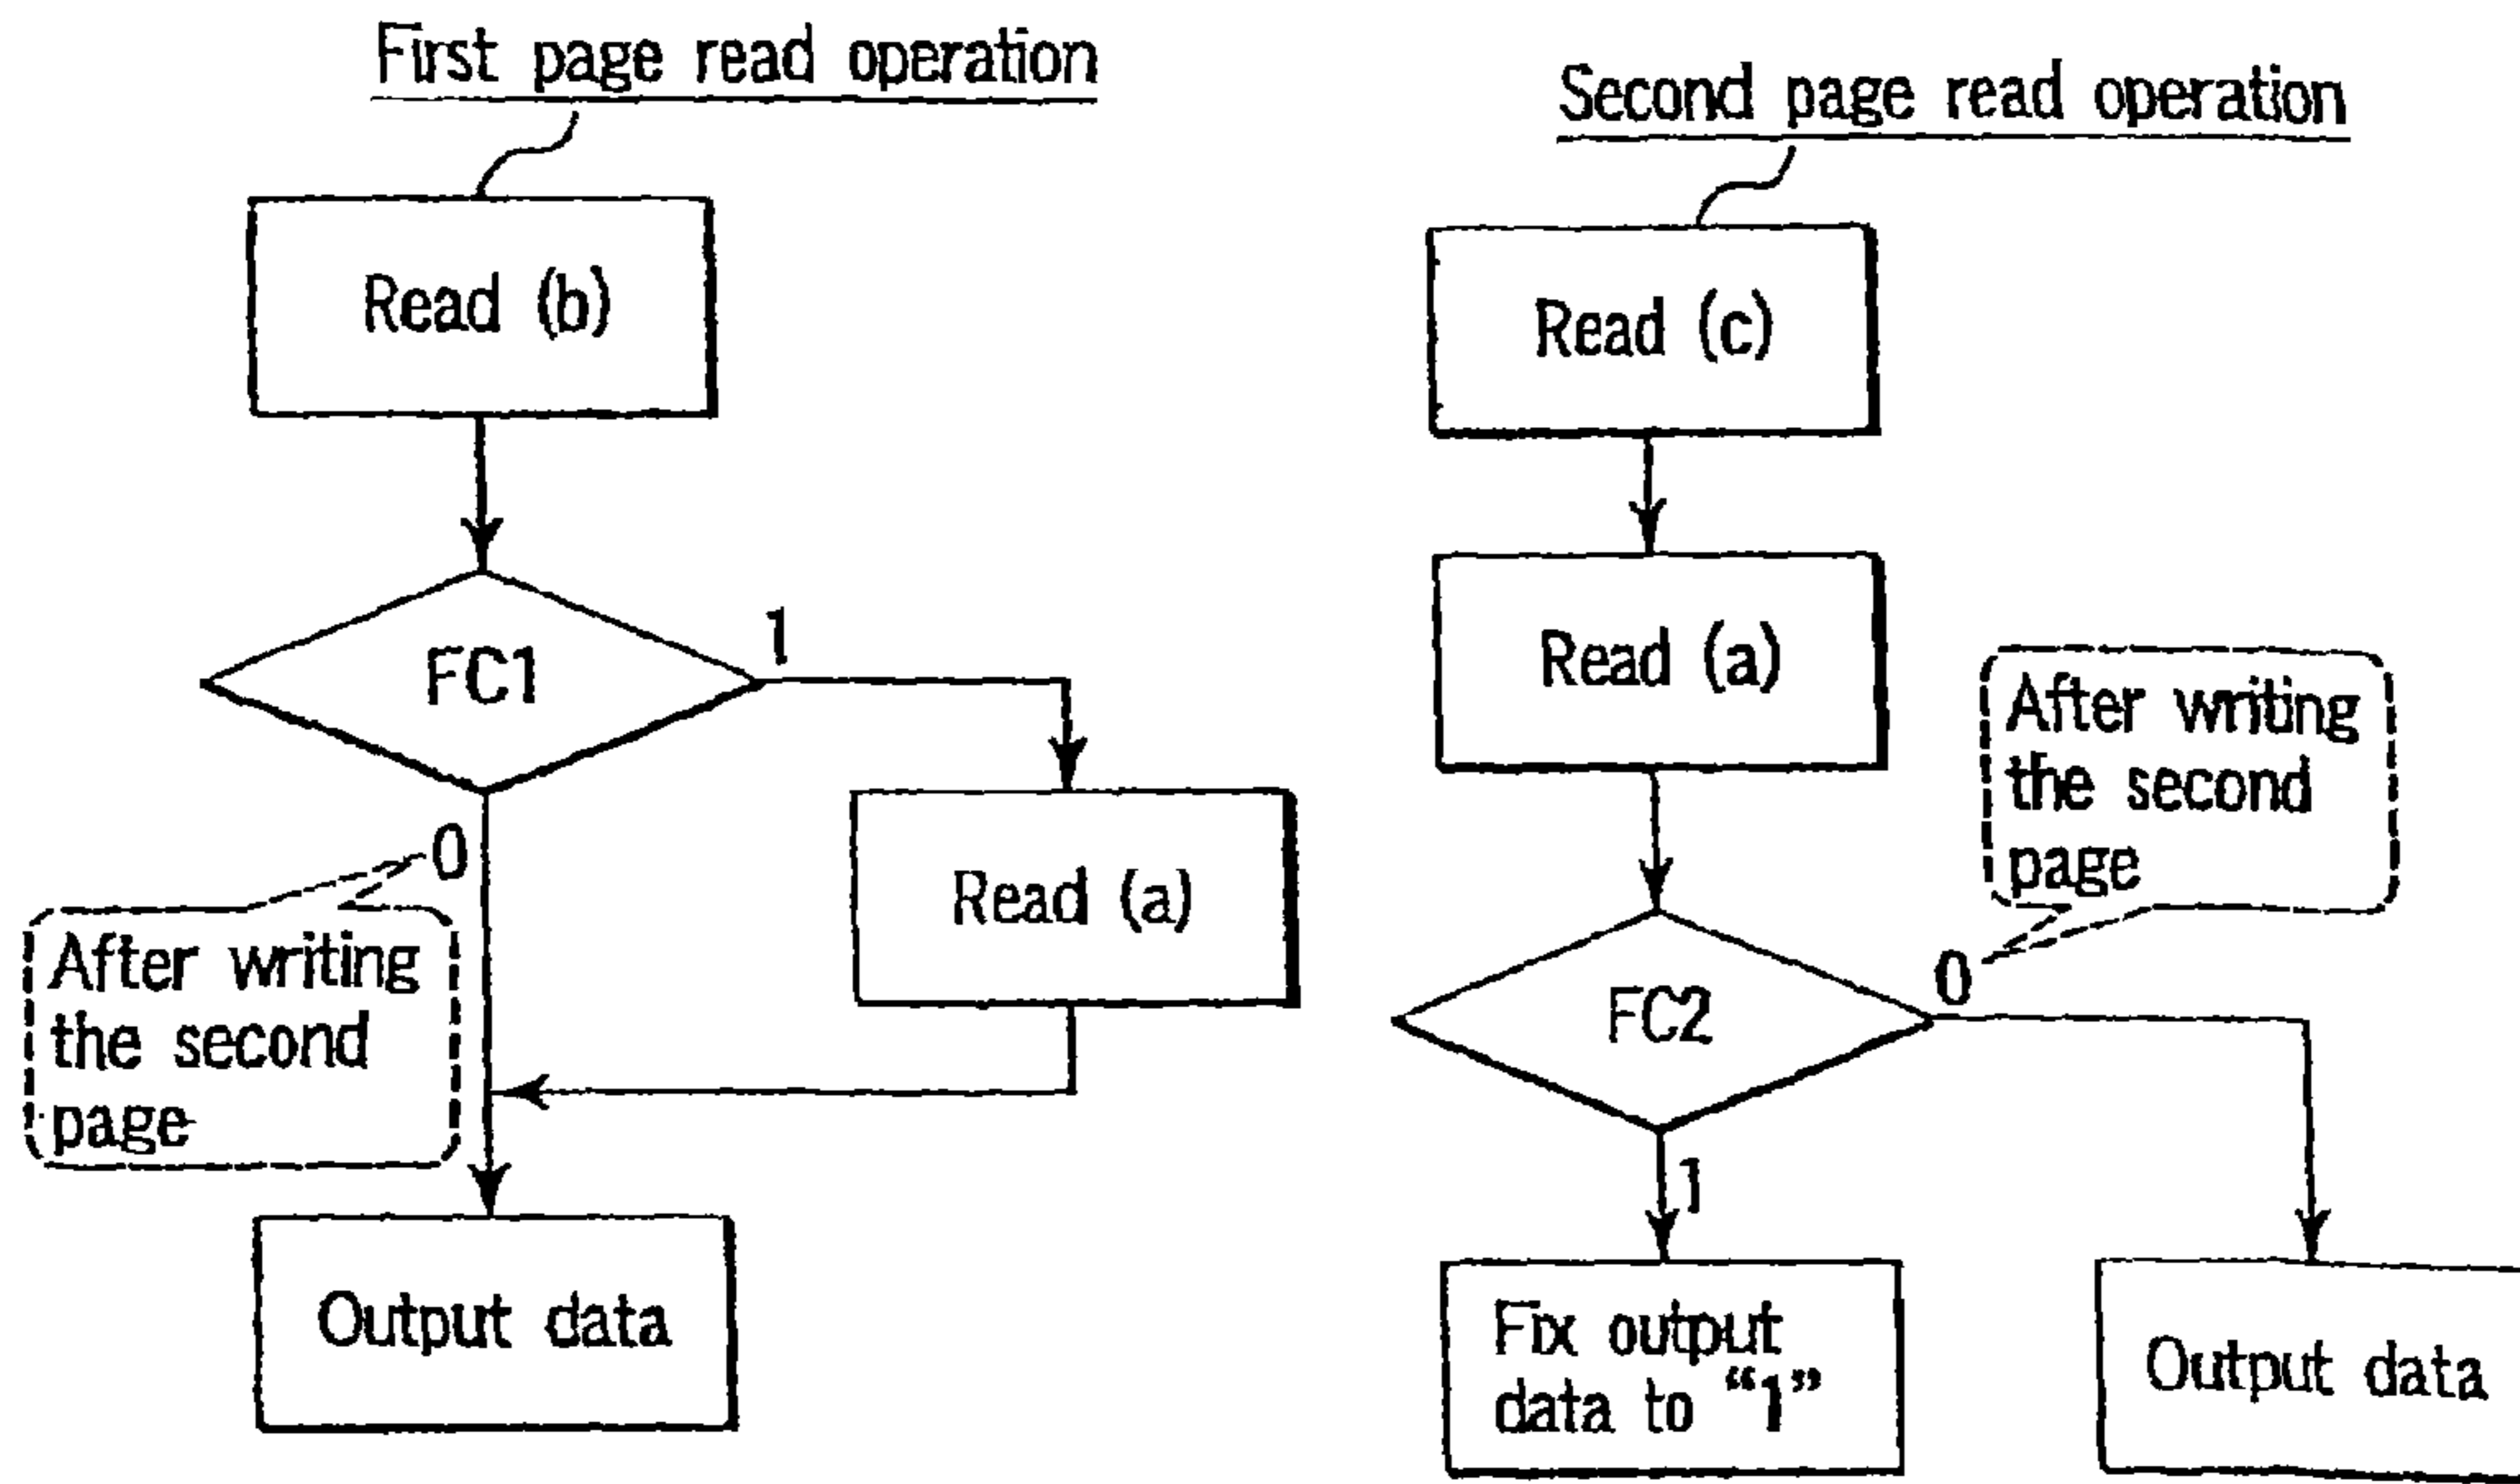 First page read operation
Read (b)
FC1
1
0
After writing
the second
page
Read (a)
Output data
Second page read operation
Read (c)
Read (a)
After writing
the second
page
FC2
0
1
Fix output
data to “1”
Output data